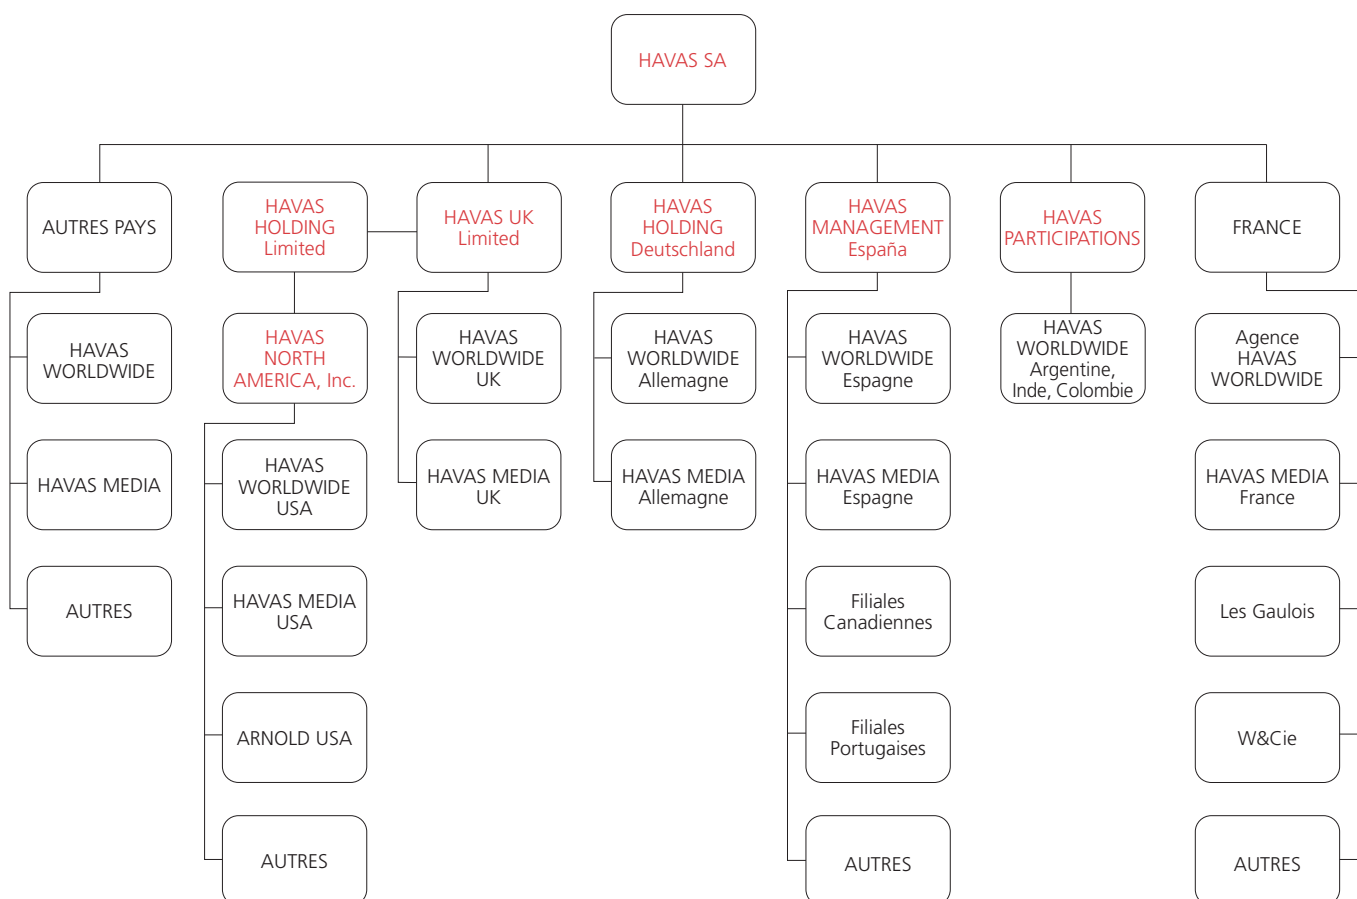 HAVAS SA
AUTRES PAYS
HAVAS
HOLDING
Limited
HAVAS UK
Limited
HAVAS
HOLDING
Deutschland
HAVAS
MANAGEMENT
España
HAVAS
PARTICIPATIONS
FRANCE
HAVAS
WORLDWIDE
HAVAS
NORTH
AMERICA, Inc.
HAVAS
WORLDWIDE
UK
HAVAS
WORLDWIDE
Allemagne
HAVAS
WORLDWIDE
Espagne
HAVAS
WORLDWIDE
Argentine,
Inde, Colombie
Agence
HAVAS
WORLDWIDE
HAVAS MEDIA
HAVAS
WORLDWIDE
USA
HAVAS MEDIA
UK
HAVAS MEDIA
Allemagne
HAVAS MEDIA
Espagne
HAVAS MEDIA
France
AUTRES
HAVAS MEDIA
USA
Filiales
Canadiennes
Les Gaulois
ARNOLD USA
Filiales
Portugaises
W&Cie
AUTRES
AUTRES
AUTRES